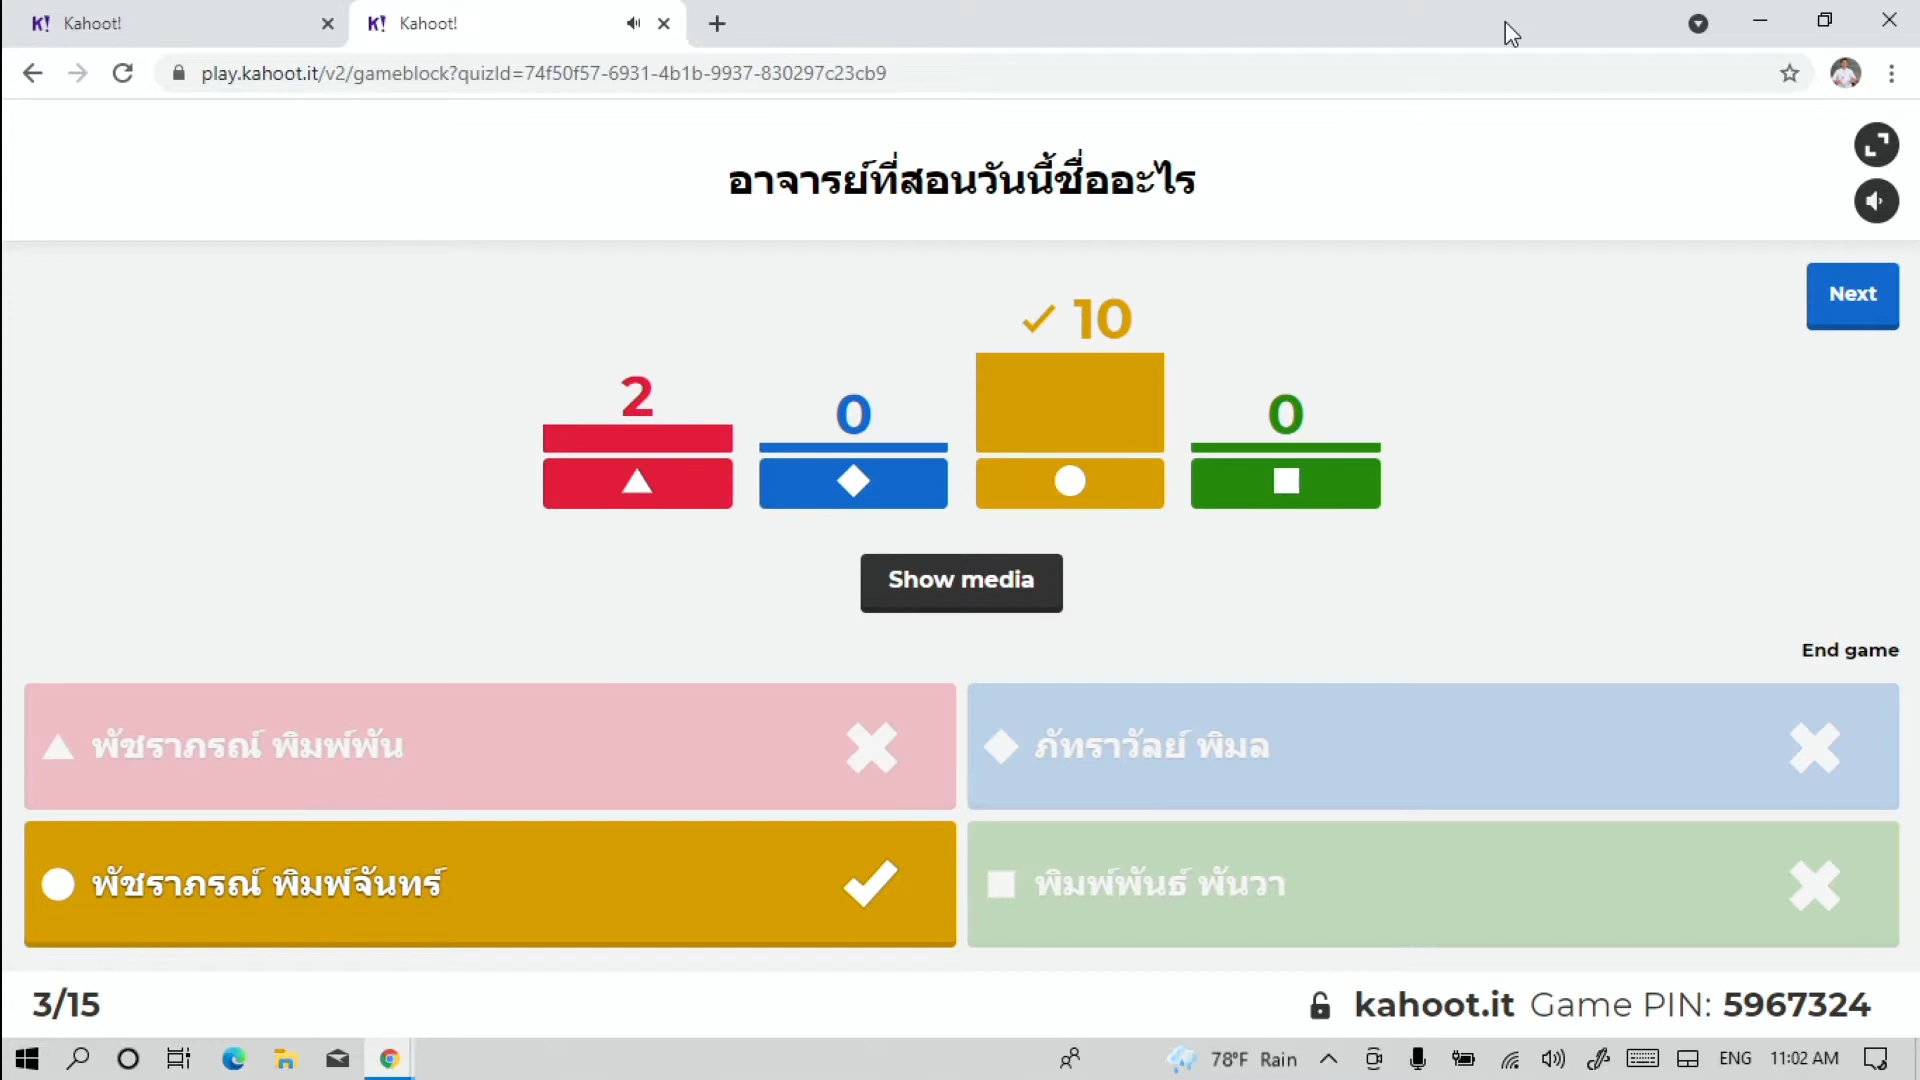 K! Kahoot!
K! Kahoot!
play.kahoot.it/v2/gameblock?quizId=74f50f57-6931-4b1b-9937-830297c23cb9
อาจารย์ที่สอนวันนี้ชื่ออะไร
Next
2
0
10
0
Show media
End game
พัชราภรณ์ พิมพ์พัน
ภัทราวัลย์ พิมล
พัชราภรณ์ พิมพ์จันทร์
พิมพ์พันธ์ พันวา
3/15
kahoot.it Game PIN: 5967324
78°F Rain
ENG
11:02 AM